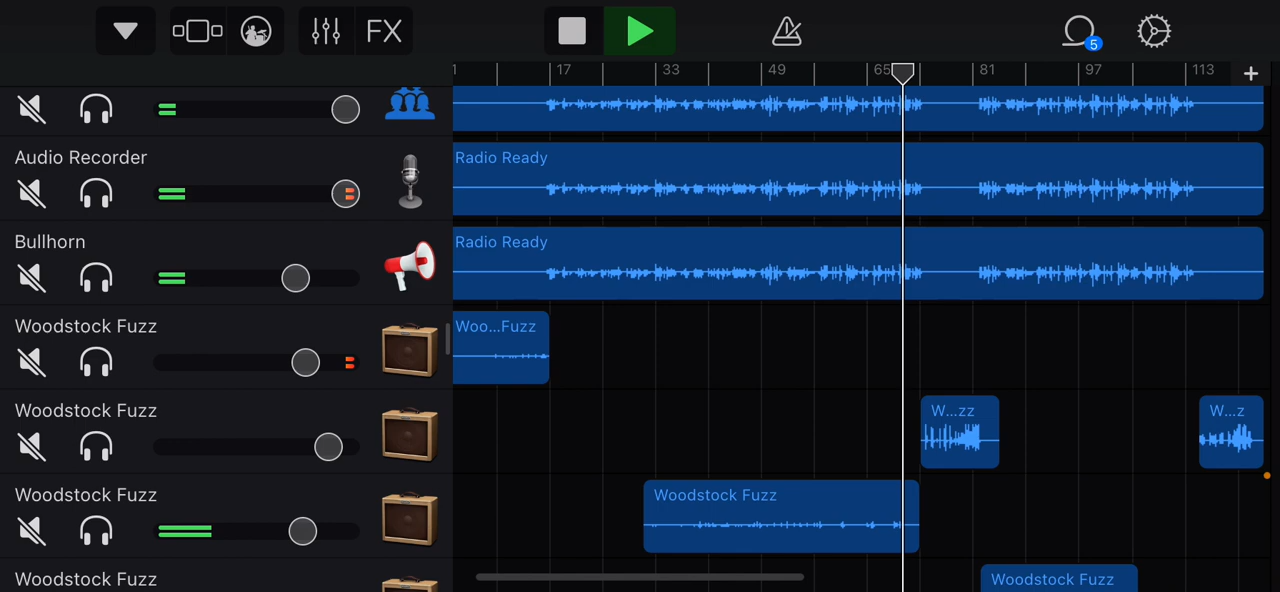 FX
5
1 17 33 49 65 81 97 113 +
Audio Recorder
Radio Ready
Bullhorn
Radio Ready
Woodstock Fuzz
Woo...Fuzz
Woodstock Fuzz
W...zz
W...z
Woodstock Fuzz
Woodstock Fuzz
Woodstock Fuzz
Woodstock Fuzz